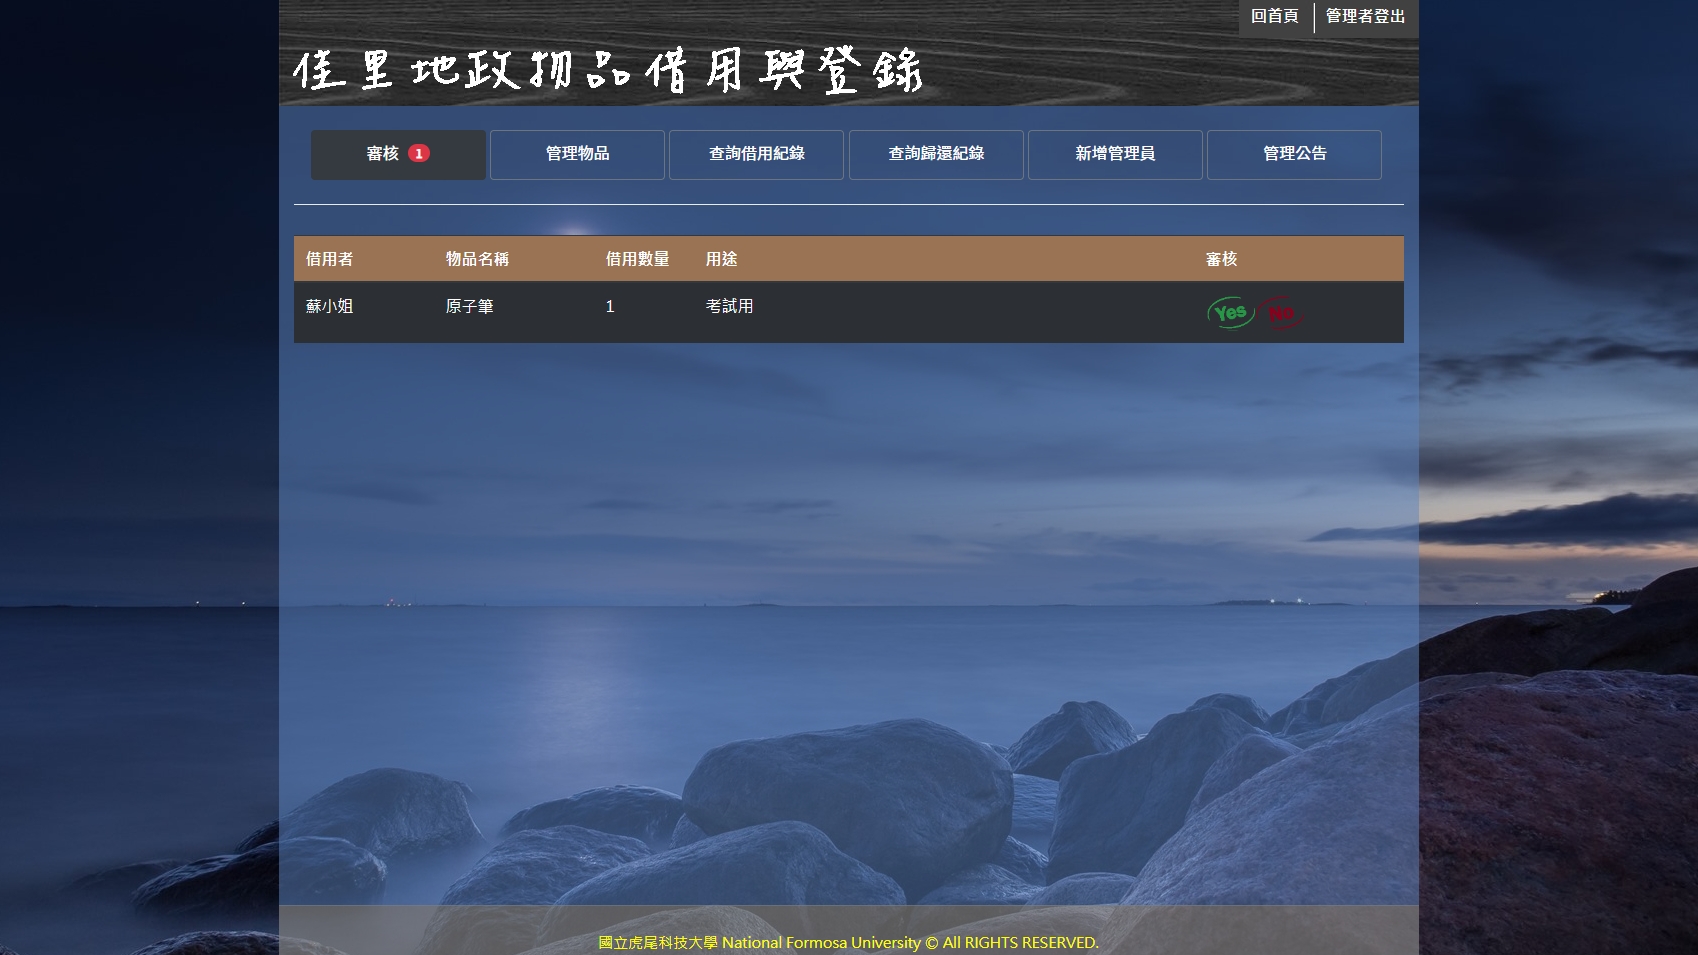 回首頁 管理者登出
佳里地政物品借用與登錄
審核 1 管理物品 查詢借用紀錄 查詢歸還紀錄 新增管理員 管理公告
借用者 物品名稱 借用數量 用途 審核
蘇小姐 原子筆 1 考試用 Yes No
國立虎尾科技大學 National Formosa University © All RIGHTS RESERVED.